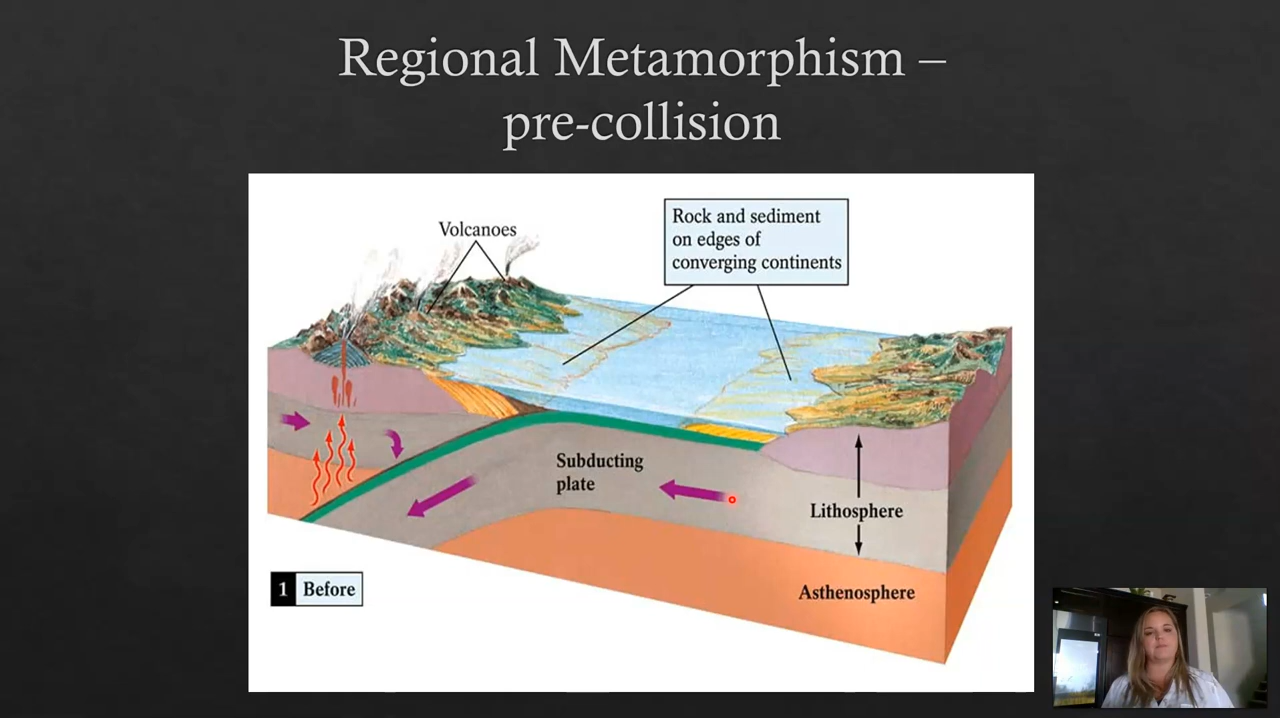 Regional Metamorphism –
pre-collision
Volcanoes
Rock and sediment
on edges of
converging continents
Subducting
plate
Lithosphere
Asthenosphere
1 Before